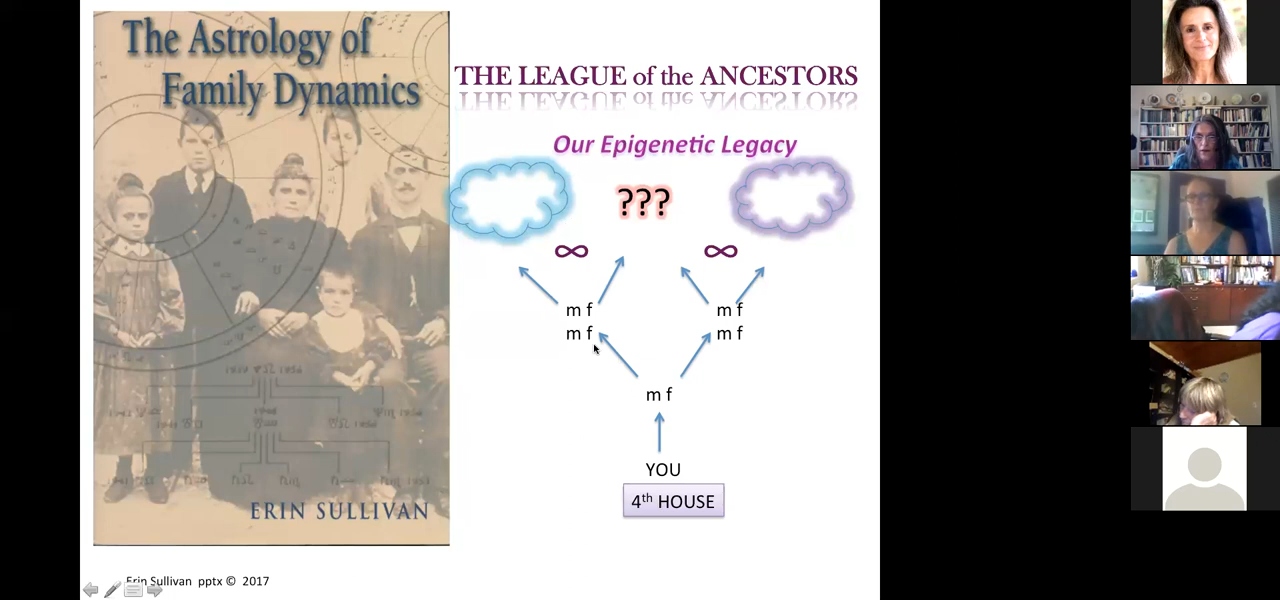 The Astrology of
Family Dynamics
ERIN SULLIVAN
THE LEAGUE of the ANCESTORS
Our Epigenetic Legacy
???
∞ ∞
m f m f
m f m f
m f
YOU
4th HOUSE
Erin Sullivan pptx © 2017